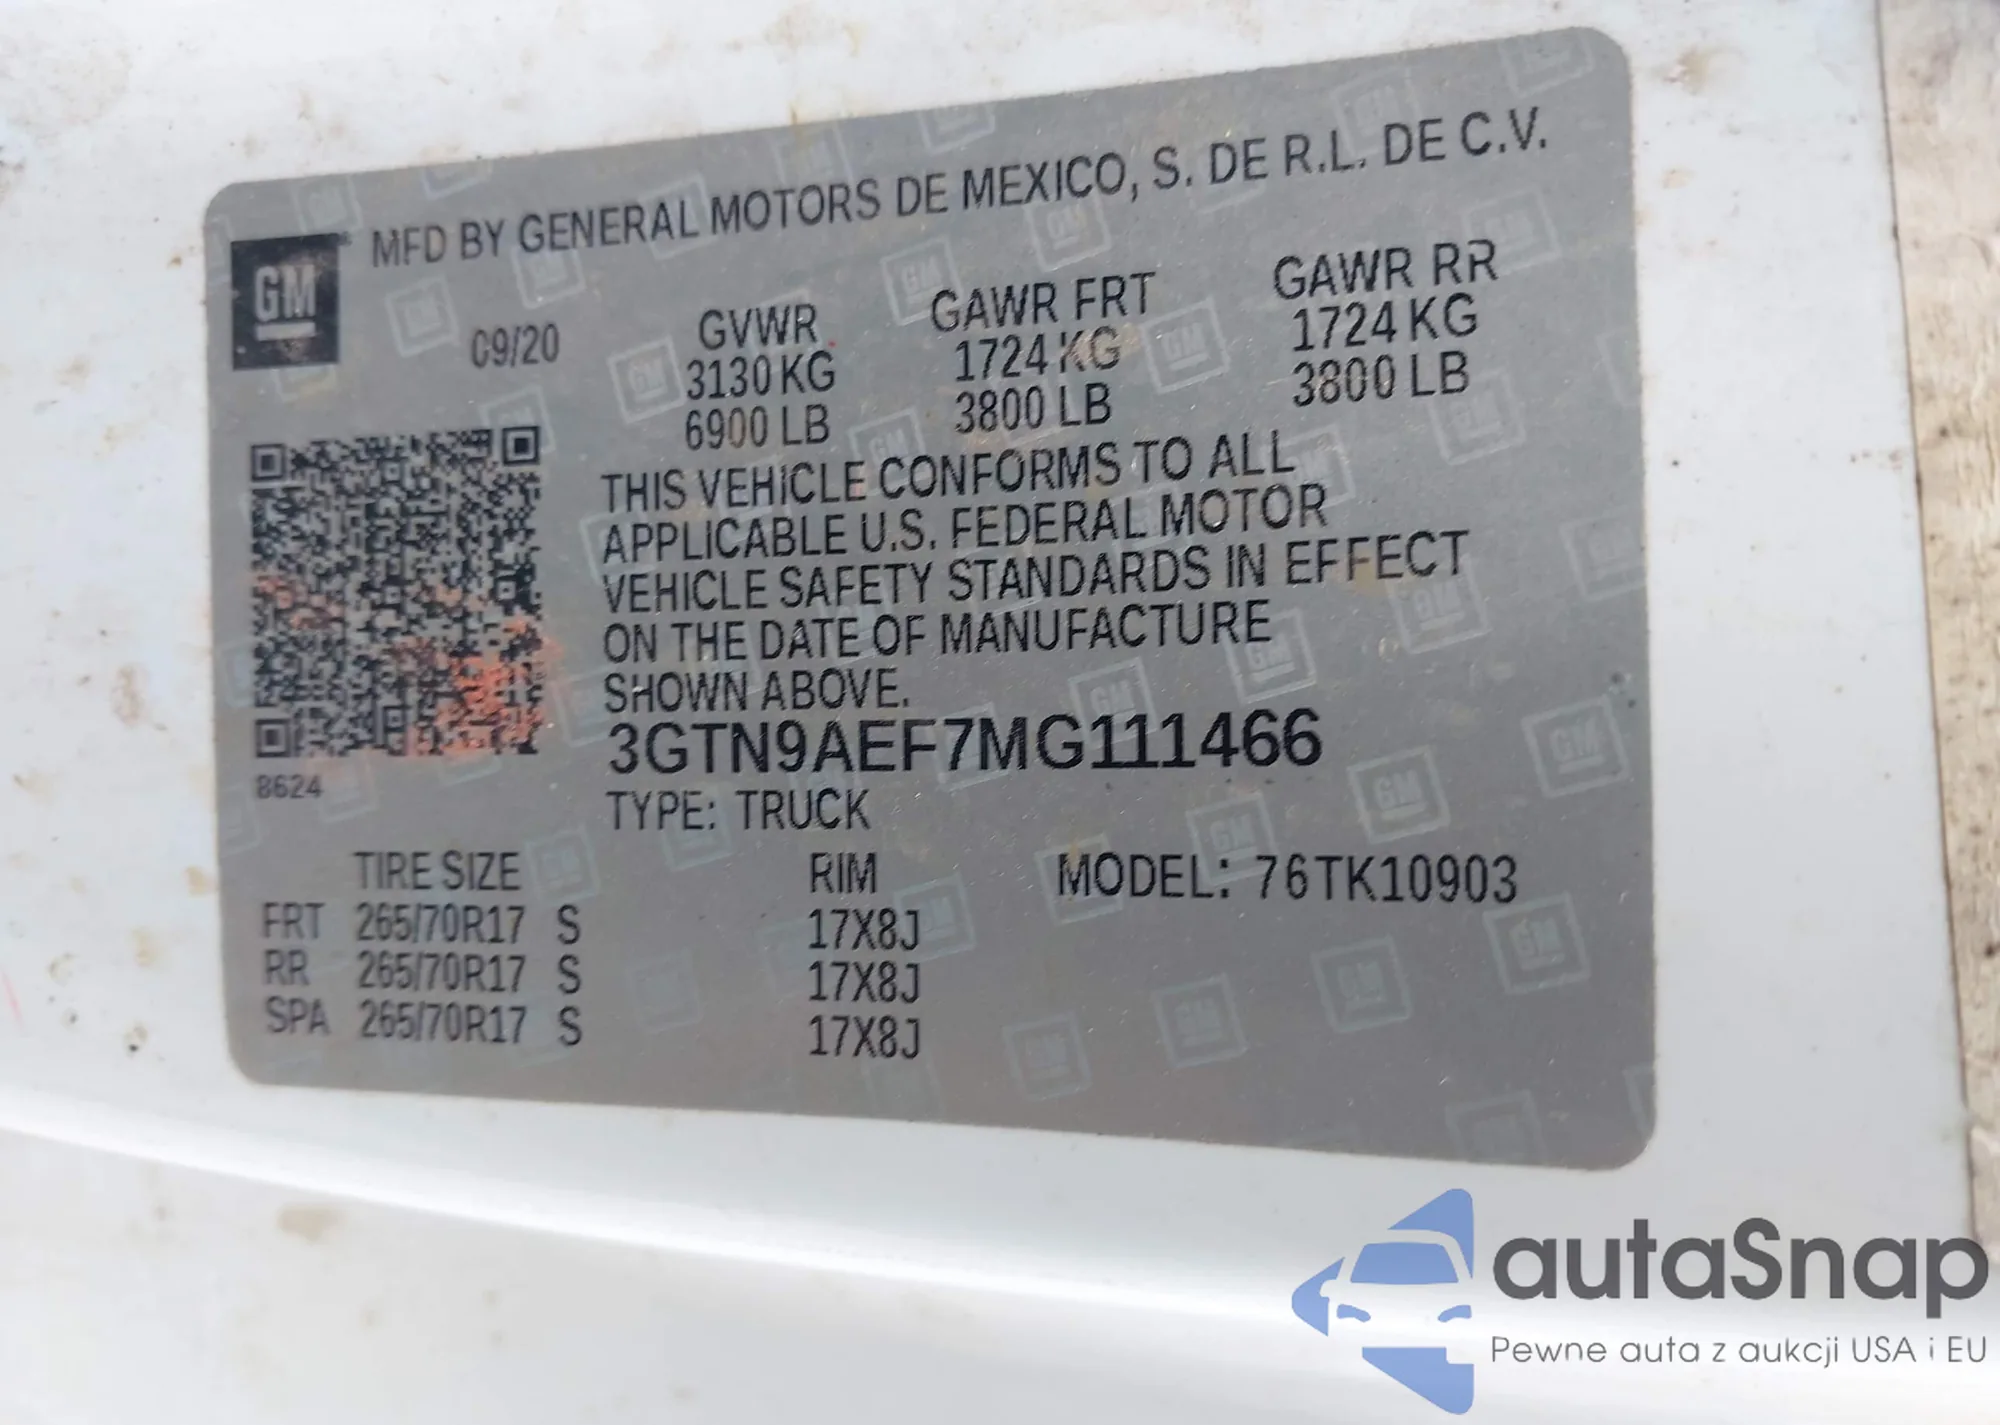 MFD BY GENERAL MOTORS DE MEXICO, S. DE R.L. DE C.V.
GM
09/20
GVWR
3130 KG
6900 LB
GAWR FRT
1724 KG
3800 LB
GAWR RR
1724 KG
3800 LB
THIS VEHICLE CONFORMS TO ALL
APPLICABLE U.S. FEDERAL MOTOR
VEHICLE SAFETY STANDARDS IN EFFECT
ON THE DATE OF MANUFACTURE
SHOWN ABOVE.
3GTN9AEF7MG111466
8624
TYPE: TRUCK
TIRE SIZE RIM MODEL: 76TK10903
FRT 265/70R17 S 17X8J
RR 265/70R17 S 17X8J
SPA 265/70R17 S 17X8J
autaSnap
Pewne auta z aukcji USA i EU